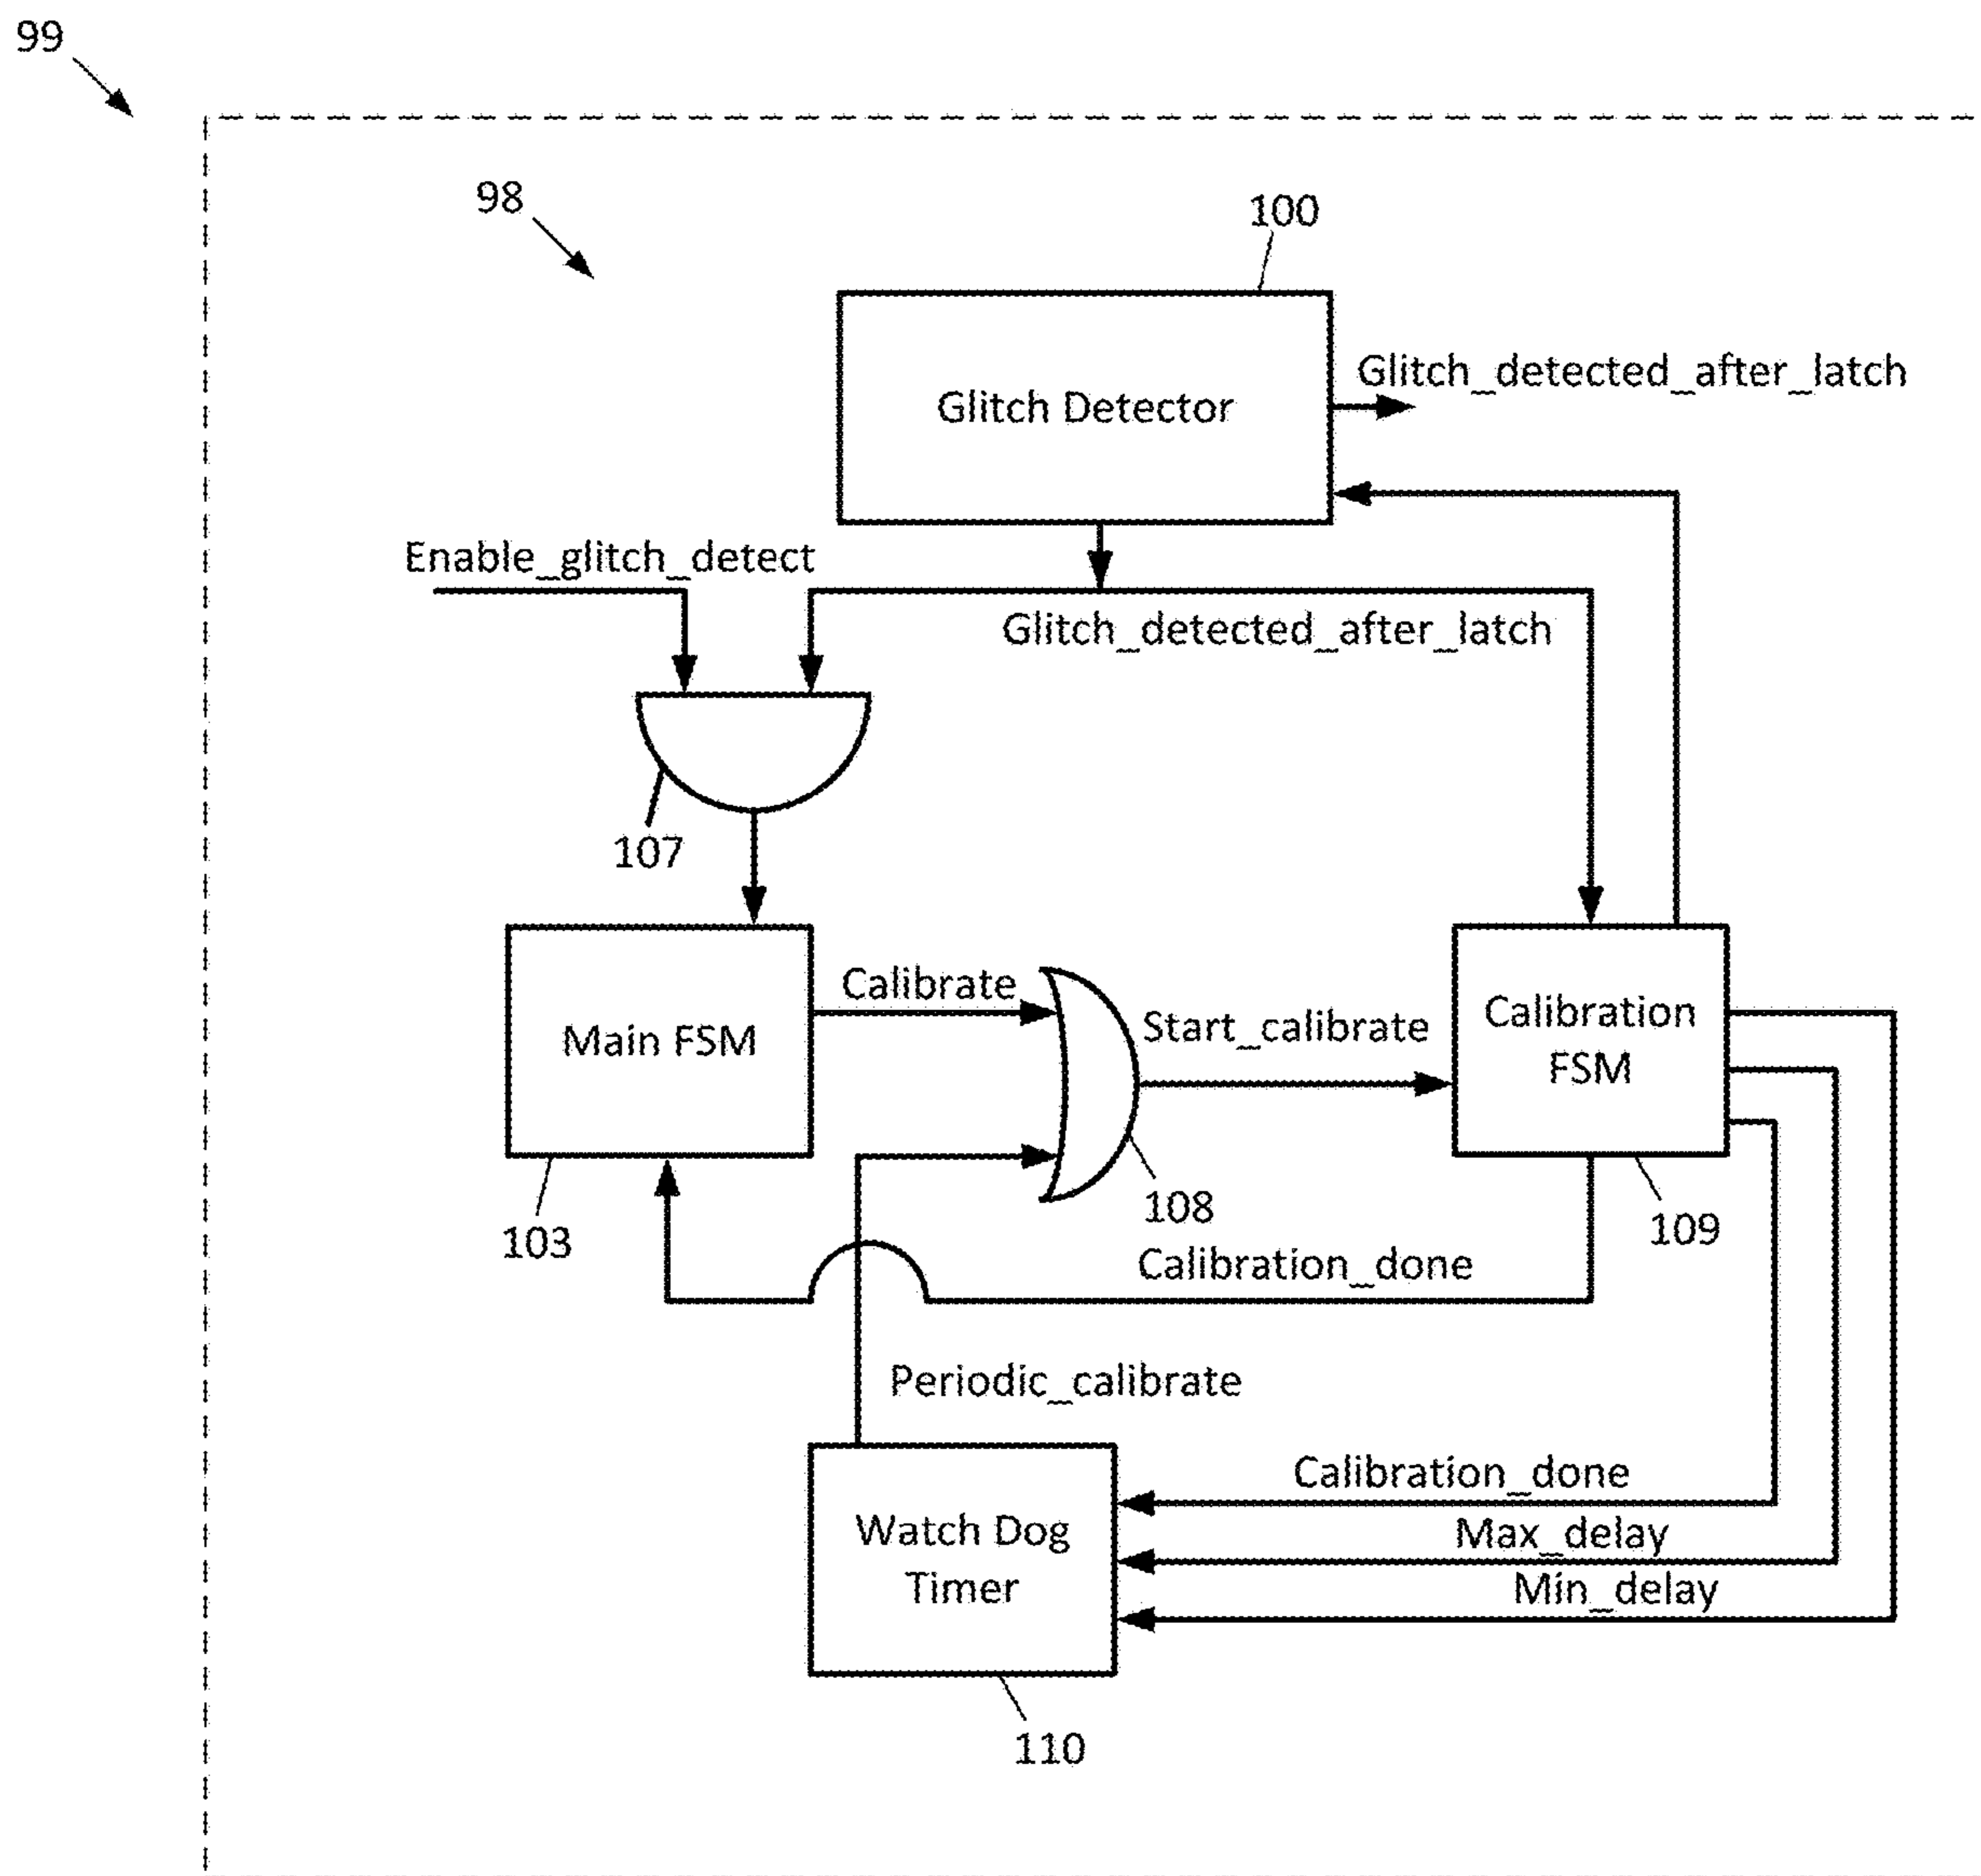 99
98
100
Glitch Detector
Glitch_detected_after_latch
Enable_glitch_detect
Glitch_detected_after_latch
107
Main FSM
Calibrate
Start_calibrate
Calibration
FSM
103
108
109
Calibration_done
Periodic_calibrate
Calibration_done
Watch Dog
Timer
Max_delay
Min_delay
110